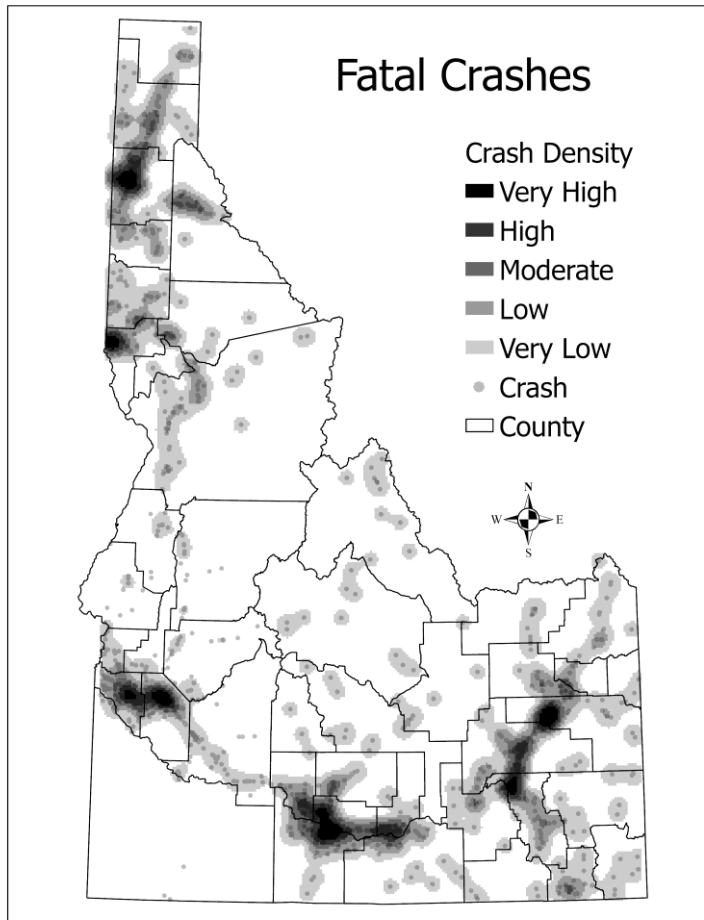 Fatal Crashes
Crash Density
Very High
High
Moderate
Low
Very Low
Crash
County
N
W E
S